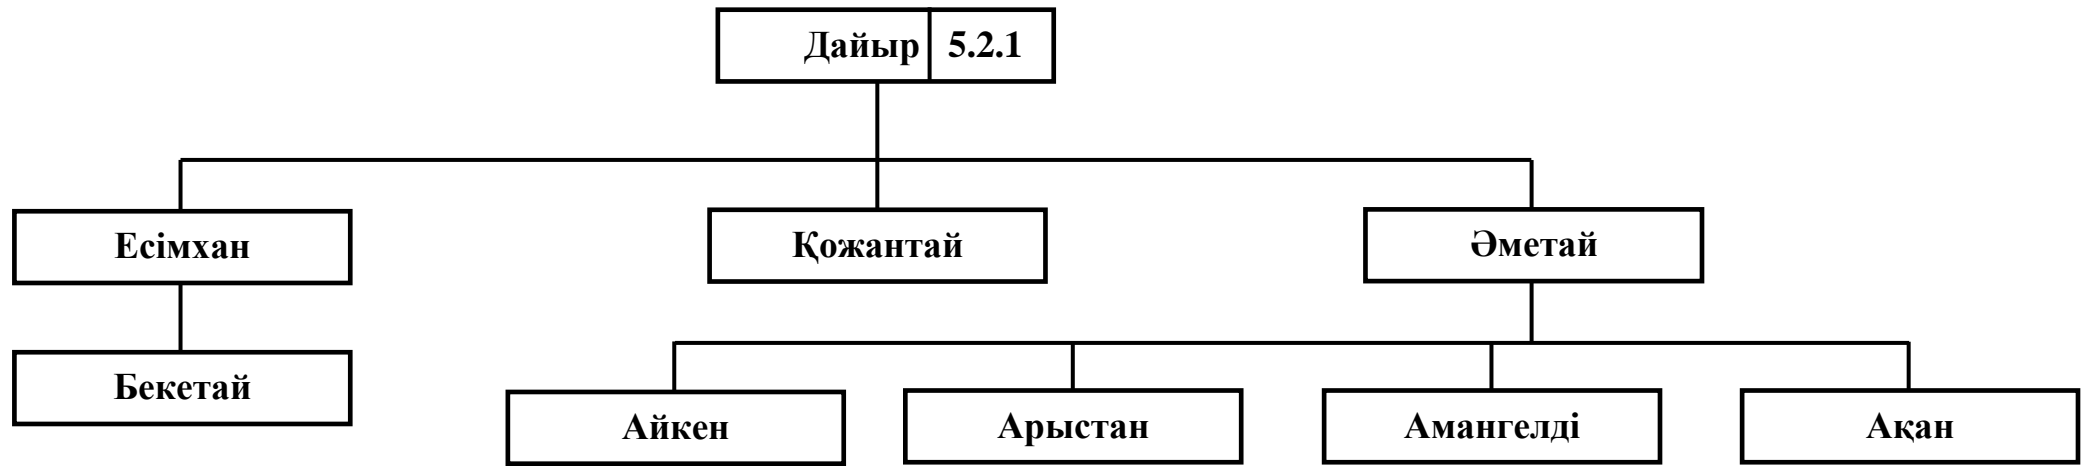 Дайыр 5.2.1
Есімхан Қожантай Әметай
Бекетай
Айкен Арыстан Амангелді Ақан